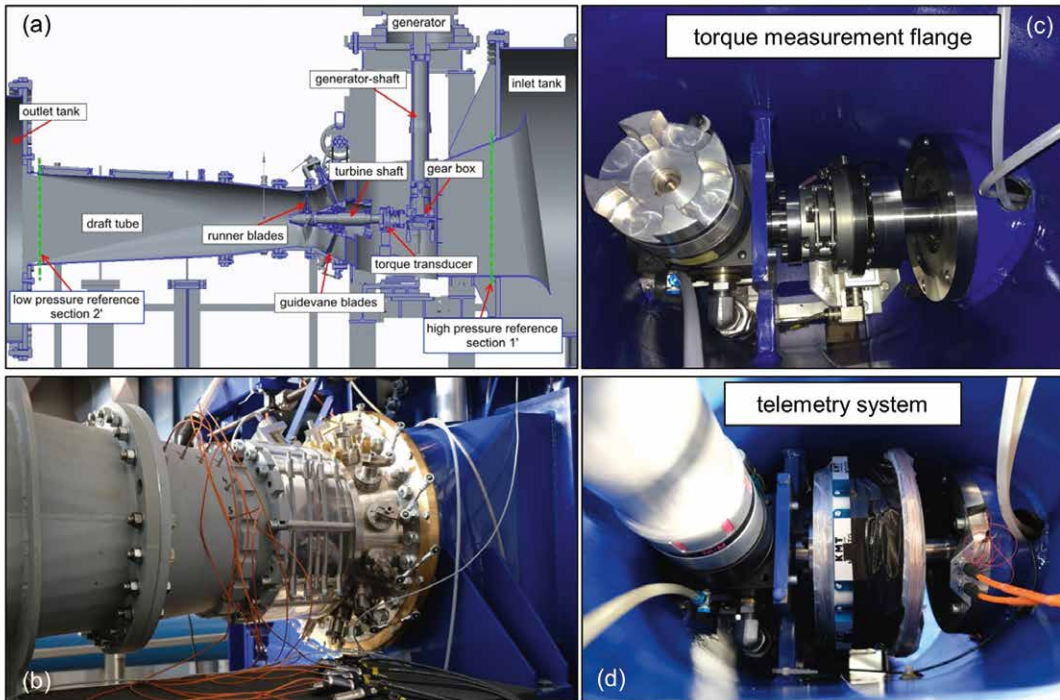 (a)
generator
generator-shaft
inlet tank
outlet tank
turbine shaft
gear box
draft tube
runner blades
torque transducer
low pressure reference
section 2'
guidevane blades
high pressure reference
section 1'
(c)
torque measurement flange
(b)
telemetry system
KMT
(d)